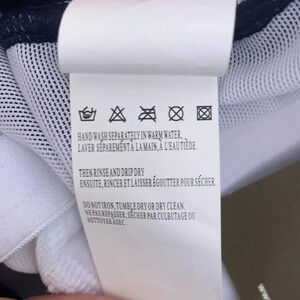 HAND WASH SEPARATELY IN WARM WATER,
LAVER SÉPARÉMENT À LA MAIN, À L'EAU TIÈDE.
THEN RINSE AND DRIP DRY
ENSUITE, RINCER ET LAISSER ÉGOUTTER POUR SÉCHER.
DO NOT IRON, TUMBLE DRY OR DRY CLEAN.
NE PAS REPASSER, SÉCHER PAR CULBUTAGE OU
NETTOYER À SEC.